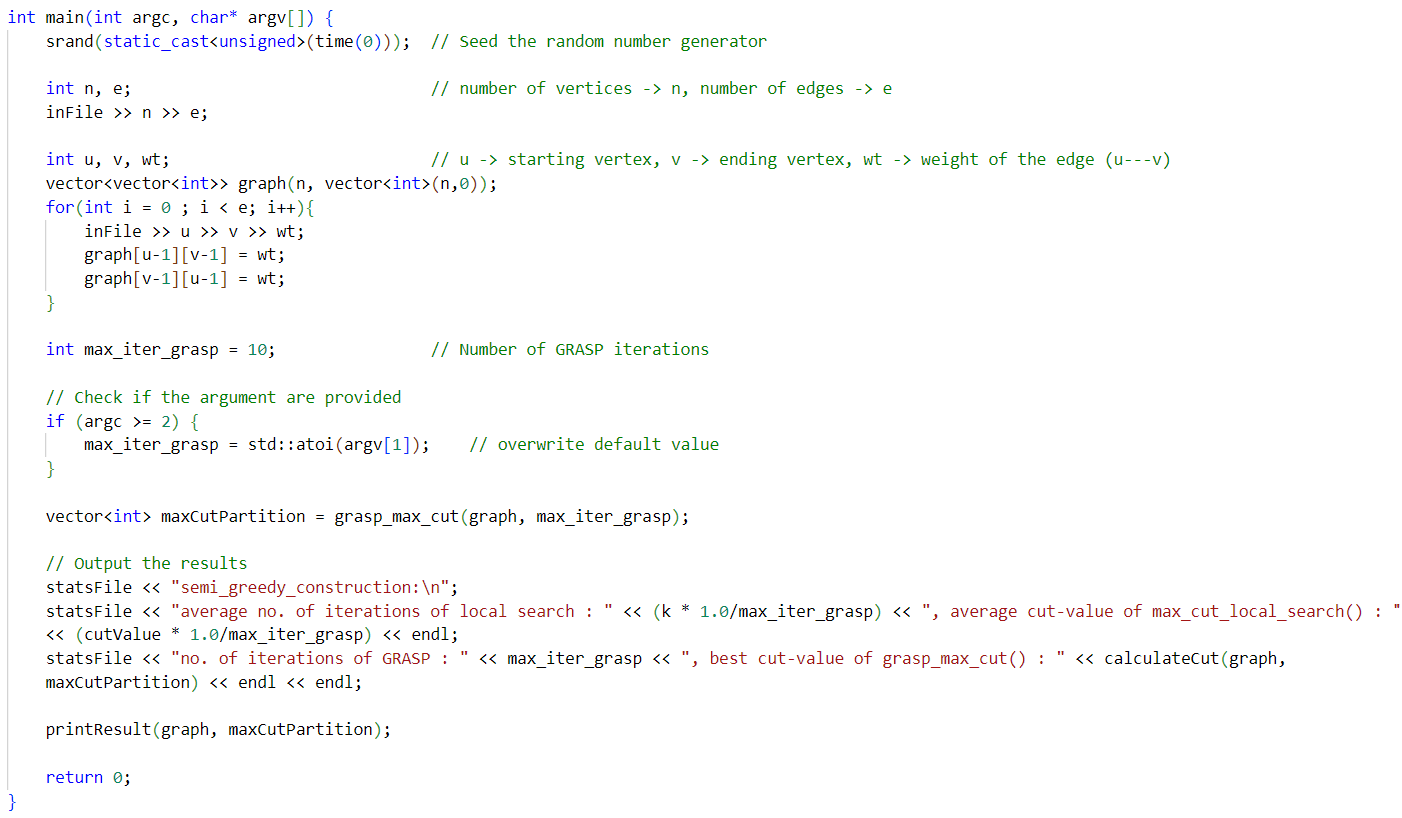 int main(int argc, char* argv[]) {
    srand(static_cast<unsigned>(time(0)));  // Seed the random number generator
    int n, e;                               // number of vertices -> n, number of edges -> e
    inFile >> n >> e;
    int u, v, wt;                           // u -> starting vertex, v -> ending vertex, wt -> weight of the edge (u---v)
    vector<vector<int>> graph(n, vector<int>(n,0));
    for(int i = 0 ; i < e; i++){
        inFile >> u >> v >> wt;
        graph[u-1][v-1] = wt;
        graph[v-1][u-1] = wt;
    }
    int max_iter_grasp = 10;                // Number of GRASP iterations
    // Check if the argument are provided
    if (argc >= 2) {
        max_iter_grasp = std::atoi(argv[1]);    // overwrite default value
    }
    vector<int> maxCutPartition = grasp_max_cut(graph, max_iter_grasp);
    // Output the results
    statsFile << "semi_greedy_construction:\n";
    statsFile << "average no. of iterations of local search : " << (k * 1.0/max_iter_grasp) << ", average cut-value of max_cut_local_search() : "
    << (cutValue * 1.0/max_iter_grasp) << endl;
    statsFile << "no. of iterations of GRASP : " << max_iter_grasp << ", best cut-value of grasp_max_cut() : " << calculateCut(graph,
    maxCutPartition) << endl << endl;
    printResult(graph, maxCutPartition);
    return 0;
}